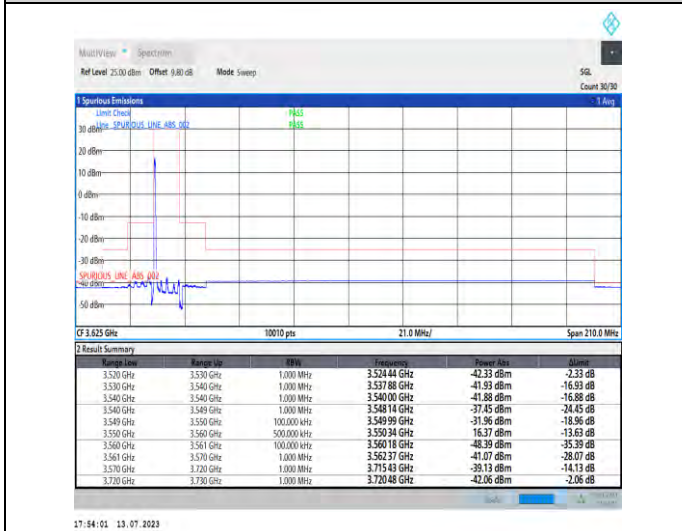 MultiView Spectrum
Ref Level 25.00 dBm Offset 9.80 dB Mode Sweep SGL
Count 30/30
1 Spurious Emissions 1 Avg
Limit Check PASS
Line SPURIOUS_LINE_ABS_002 PASS
30 dBm
20 dBm
10 dBm
0 dBm
-10 dBm
-20 dBm
-30 dBm
SPURIOUS_LINE_ABS_002
-40 dBm
-50 dBm
CF 3.625 GHz 10010 pts 21.0 MHz/ Span 210.0 MHz
2 Result Summary
Range Low Range Up RBW Frequency Power Abs ΔLimit
3.520 GHz 3.530 GHz 1.000 MHz 3.524 44 GHz -42.33 dBm -2.33 dB
3.530 GHz 3.540 GHz 1.000 MHz 3.537 88 GHz -41.93 dBm -16.93 dB
3.540 GHz 3.540 GHz 1.000 MHz 3.540 00 GHz -41.88 dBm -16.88 dB
3.540 GHz 3.549 GHz 1.000 MHz 3.548 14 GHz -37.45 dBm -24.45 dB
3.549 GHz 3.550 GHz 100.000 kHz 3.549 99 GHz -31.96 dBm -18.96 dB
3.550 GHz 3.560 GHz 500.000 kHz 3.550 34 GHz 16.37 dBm -13.63 dB
3.560 GHz 3.561 GHz 100.000 kHz 3.560 18 GHz -48.39 dBm -35.39 dB
3.561 GHz 3.570 GHz 1.000 MHz 3.562 37 GHz -41.07 dBm -28.07 dB
3.570 GHz 3.720 GHz 1.000 MHz 3.715 43 GHz -39.13 dBm -14.13 dB
3.720 GHz 3.730 GHz 1.000 MHz 3.720 48 GHz -42.06 dBm -2.06 dB
17:54:01 13.07.2023